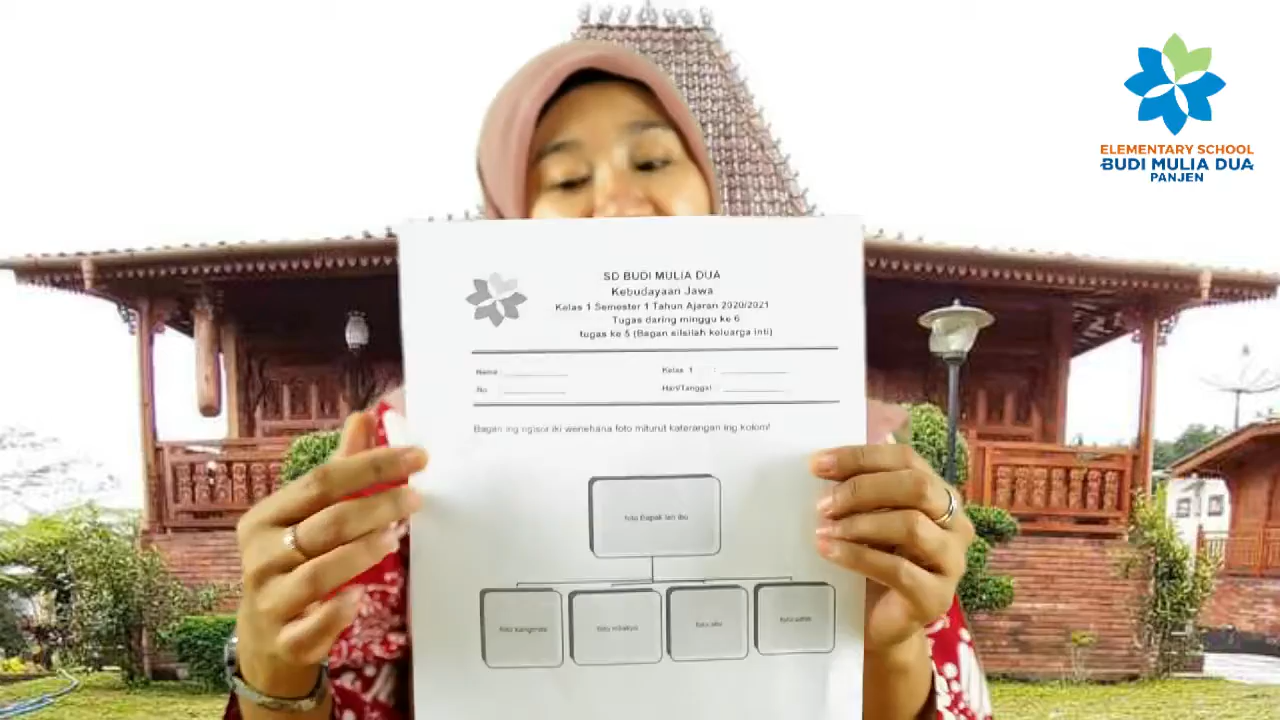 ELEMENTARY SCHOOL
BUDI MULIA DUA
PANJEN
SD BUDI MULIA DUA
Kebudayaan Jawa
Kelas 1 Semester 1 Tahun Ajaran 2020/2021
Tugas daring minggu ke 6
tugas ke 5 (Bagan silsilah keluarga inti)
Nama :
Kelas 1 :
No :
Hari/Tanggal :
Bagan ing ngisor iki wenehana foto miturut katerangan ing kolom!
foto Bapak lan ibu
foto kangmas
foto mbakyu
foto aku
foto adhik